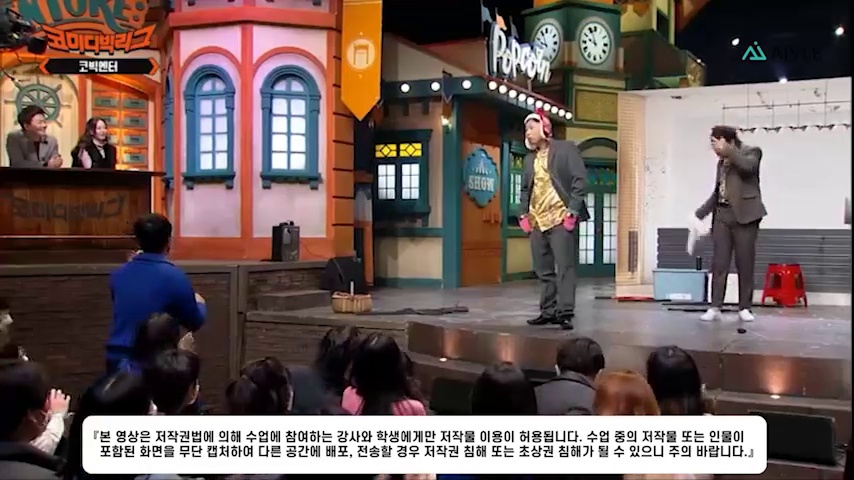 코미디빅리그
코빅엔터
Popcorn
SHOW
『본 영상은 저작권법에 의해 수업에 참여하는 강사와 학생에게만 저작물 이용이 허용됩니다. 수업 중의 저작물 또는 인물이
포함된 화면을 무단 캡처하여 다른 공간에 배포, 전송할 경우 저작권 침해 또는 초상권 침해가 될 수 있으니 주의 바랍니다.』